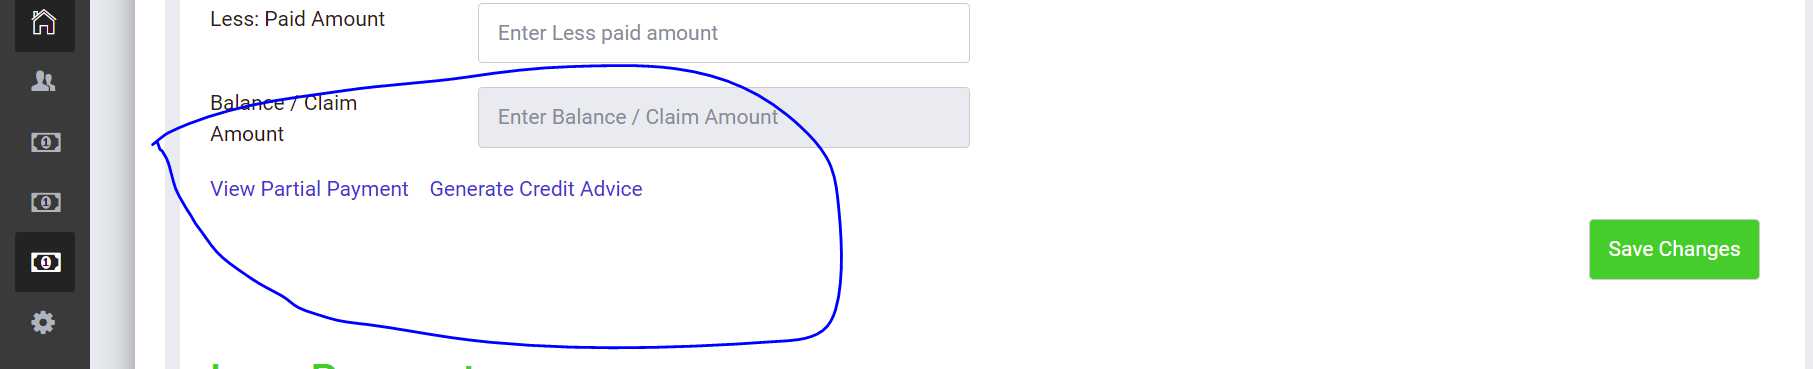 Less: Paid Amount
Enter Less paid amount
Balance / Claim
Amount
Enter Balance / Claim Amount
View Partial Payment Generate Credit Advice
Save Changes